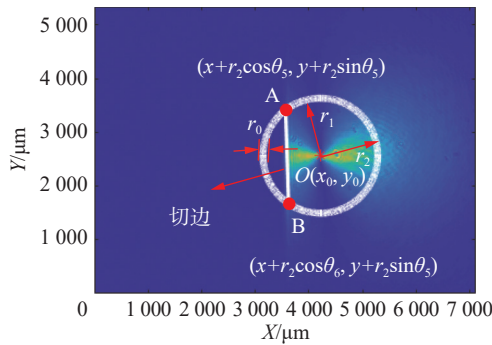 5 000
(x+r₂cosθ₅, y+r₂sinθ₅)
4 000
A
r₀
r₁
3 000
r₂
Y/μm
O(x₀, y₀)
2 000
B
切边
1 000
(x+r₂cosθ₆, y+r₂sinθ₅)
0 1 000 2 000 3 000 4 000 5 000 6 000 7 000
X/μm